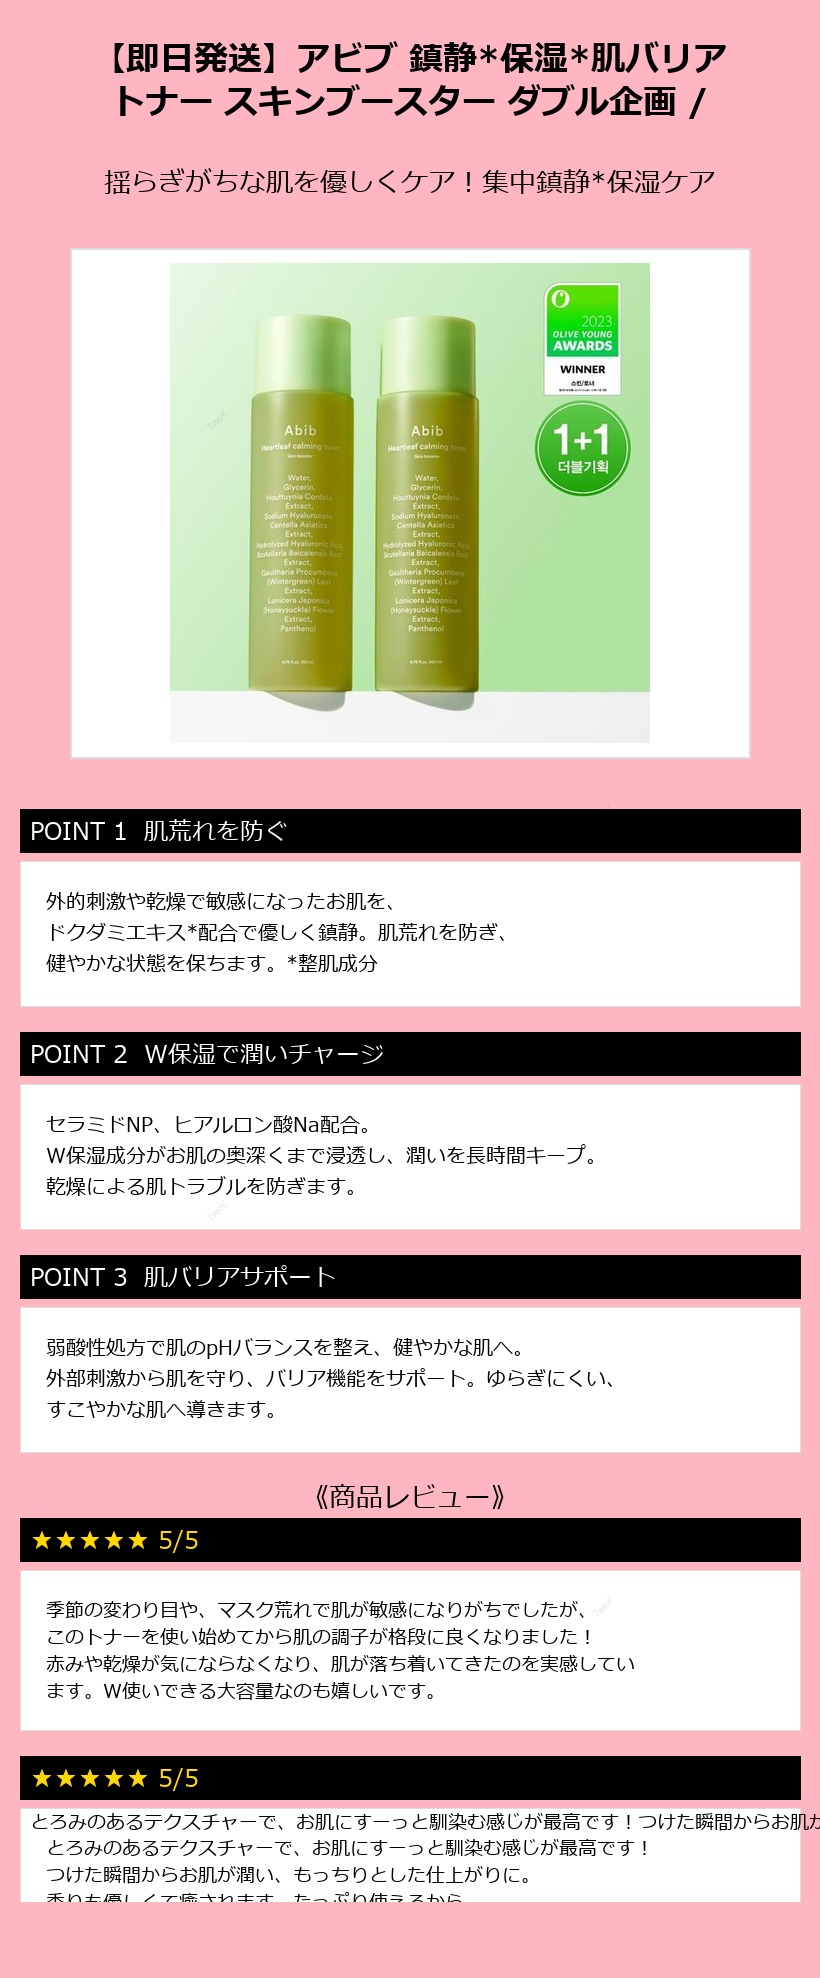 【即日発送】アビブ 鎮静*保湿*肌バリア
トナー スキンブースター ダブル企画 /
揺らぎがちな肌を優しくケア！集中鎮静*保湿ケア
2023
OLIVE YOUNG
AWARDS
WINNER
스킨/토너
1+1
더블기획
Abib
Heartleaf calming toner
Skin booster
Water,
Glycerin,
Houttuynia Cordata
Extract,
Sodium Hyaluronate,
Centella Asiatica
Extract,
Hydrolyzed Hyaluronic Acid,
Scutellaria Baicalensis Root
Extract,
Gaultheria Procumbens
(Wintergreen) Leaf
Extract,
Lonicera Japonica
(Honeysuckle) Flower
Extract,
Panthenol
Abib
Heartleaf calming toner
Skin booster
Water,
Glycerin,
Houttuynia Cordata
Extract,
Sodium Hyaluronate,
Centella Asiatica
Extract,
Hydrolyzed Hyaluronic Acid,
Scutellaria Baicalensis Root
Extract,
Gaultheria Procumbens
(Wintergreen) Leaf
Extract,
Lonicera Japonica
(Honeysuckle) Flower
Extract,
Panthenol
POINT 1 肌荒れを防ぐ
外的刺激や乾燥で敏感になったお肌を、
ドクダミエキス*配合で優しく鎮静。肌荒れを防ぎ、
健やかな状態を保ちます。*整肌成分
POINT 2 W保湿で潤いチャージ
セラミドNP、ヒアルロン酸Na配合。
W保湿成分がお肌の奥深くまで浸透し、潤いを長時間キープ。
乾燥による肌トラブルを防ぎます。
POINT 3 肌バリアサポート
弱酸性処方で肌のpHバランスを整え、健やかな肌へ。
外部刺激から肌を守り、バリア機能をサポート。ゆらぎにくい、
すこやかな肌へ導きます。
《商品レビュー》
★★★★★ 5/5
季節の変わり目や、マスク荒れで肌が敏感になりがちでしたが、
このトナーを使い始めてから肌の調子が格段に良くなりました！
赤みや乾燥が気にならなくなり、肌が落ち着いてきたのを実感してい
ます。W使いできる大容量なのも嬉しいです。
★★★★★ 5/5
とろみのあるテクスチャーで、お肌にすーっと馴染む感じが最高です！つけた瞬間からお肌が
とろみのあるテクスチャーで、お肌にすーっと馴染む感じが最高です！
つけた瞬間からお肌が潤い、もっちりとした仕上がりに。
香りも優しくて癒されます。たっぷり使えるから